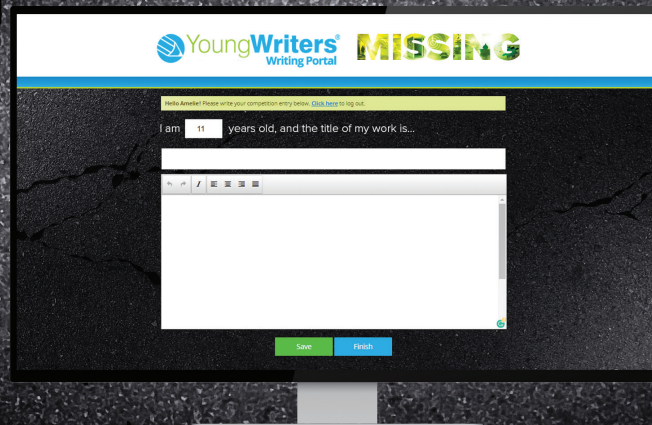 YoungWriters®
Writing Portal
MISSING
Hello Amelie! Please write your competition entry below. Click here to log out.
I am 11 years old, and the title of my work is...
I
Save
Finish